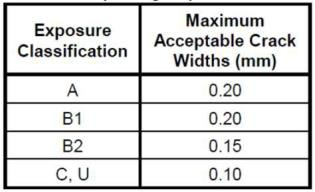 Exposure Classification
Maximum Acceptable Crack Widths (mm)
A 0.20
B1 0.20
B2 0.15
C, U 0.10